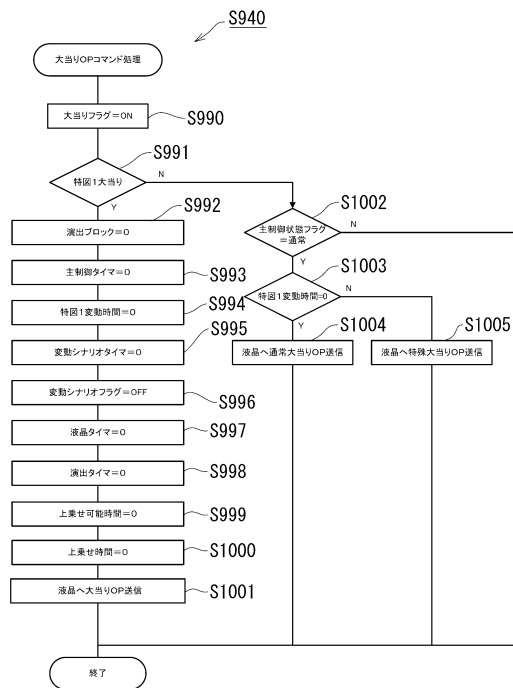 S940
大当りOPコマンド処理
大当りフラグ=ON
S990
特図1大当り
S991
N
Y
演出ブロック=0
S992
主制御タイマ=0
S993
特図1変動時間=0
S994
変動シナリオタイマ=0
S995
変動シナリオフラグ=OFF
S996
液晶タイマ=0
S997
演出タイマ=0
S998
上乗せ可能時間=0
S999
上乗せ時間=0
S1000
液晶へ大当りOP送信
S1001
主制御状態フラグ
=通常
S1002
N
Y
特図1変動時間=0
S1003
N
Y
液晶へ通常大当りOP送信
S1004
液晶へ特殊大当りOP送信
S1005
終了